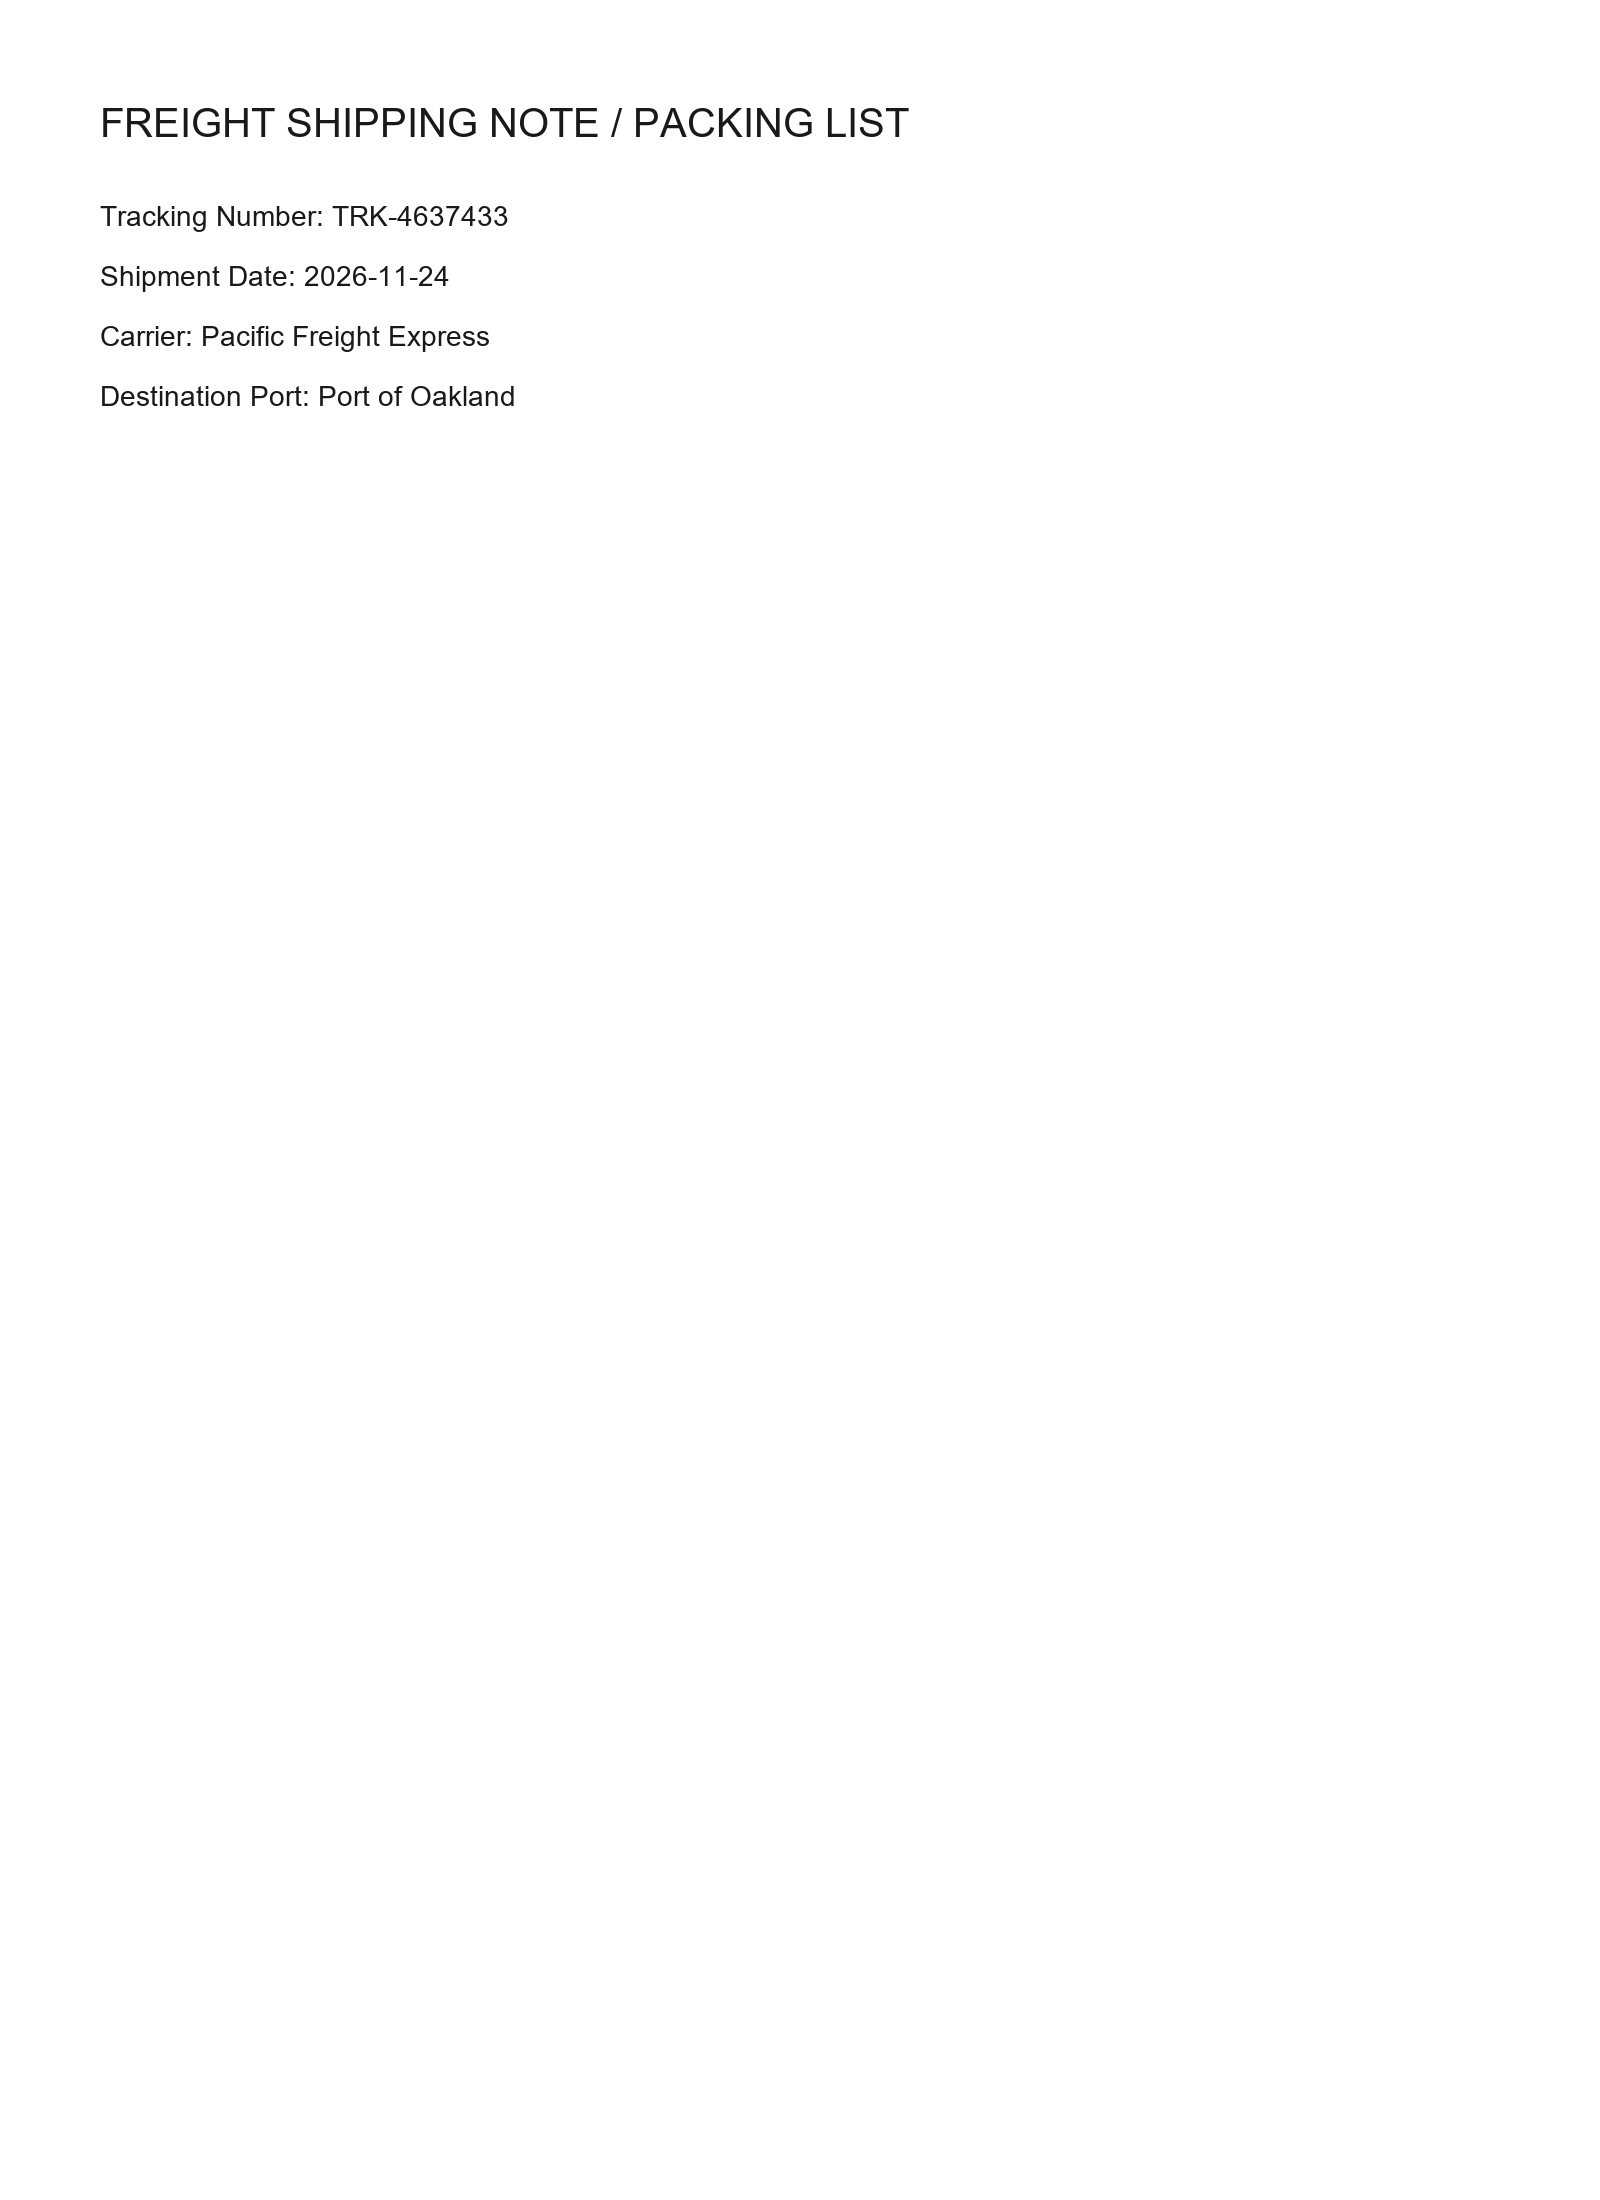 FREIGHT SHIPPING NOTE / PACKING LIST
Tracking Number: TRK-4637433
Shipment Date: 2026-11-24
Carrier: Pacific Freight Express
Destination Port: Port of Oakland